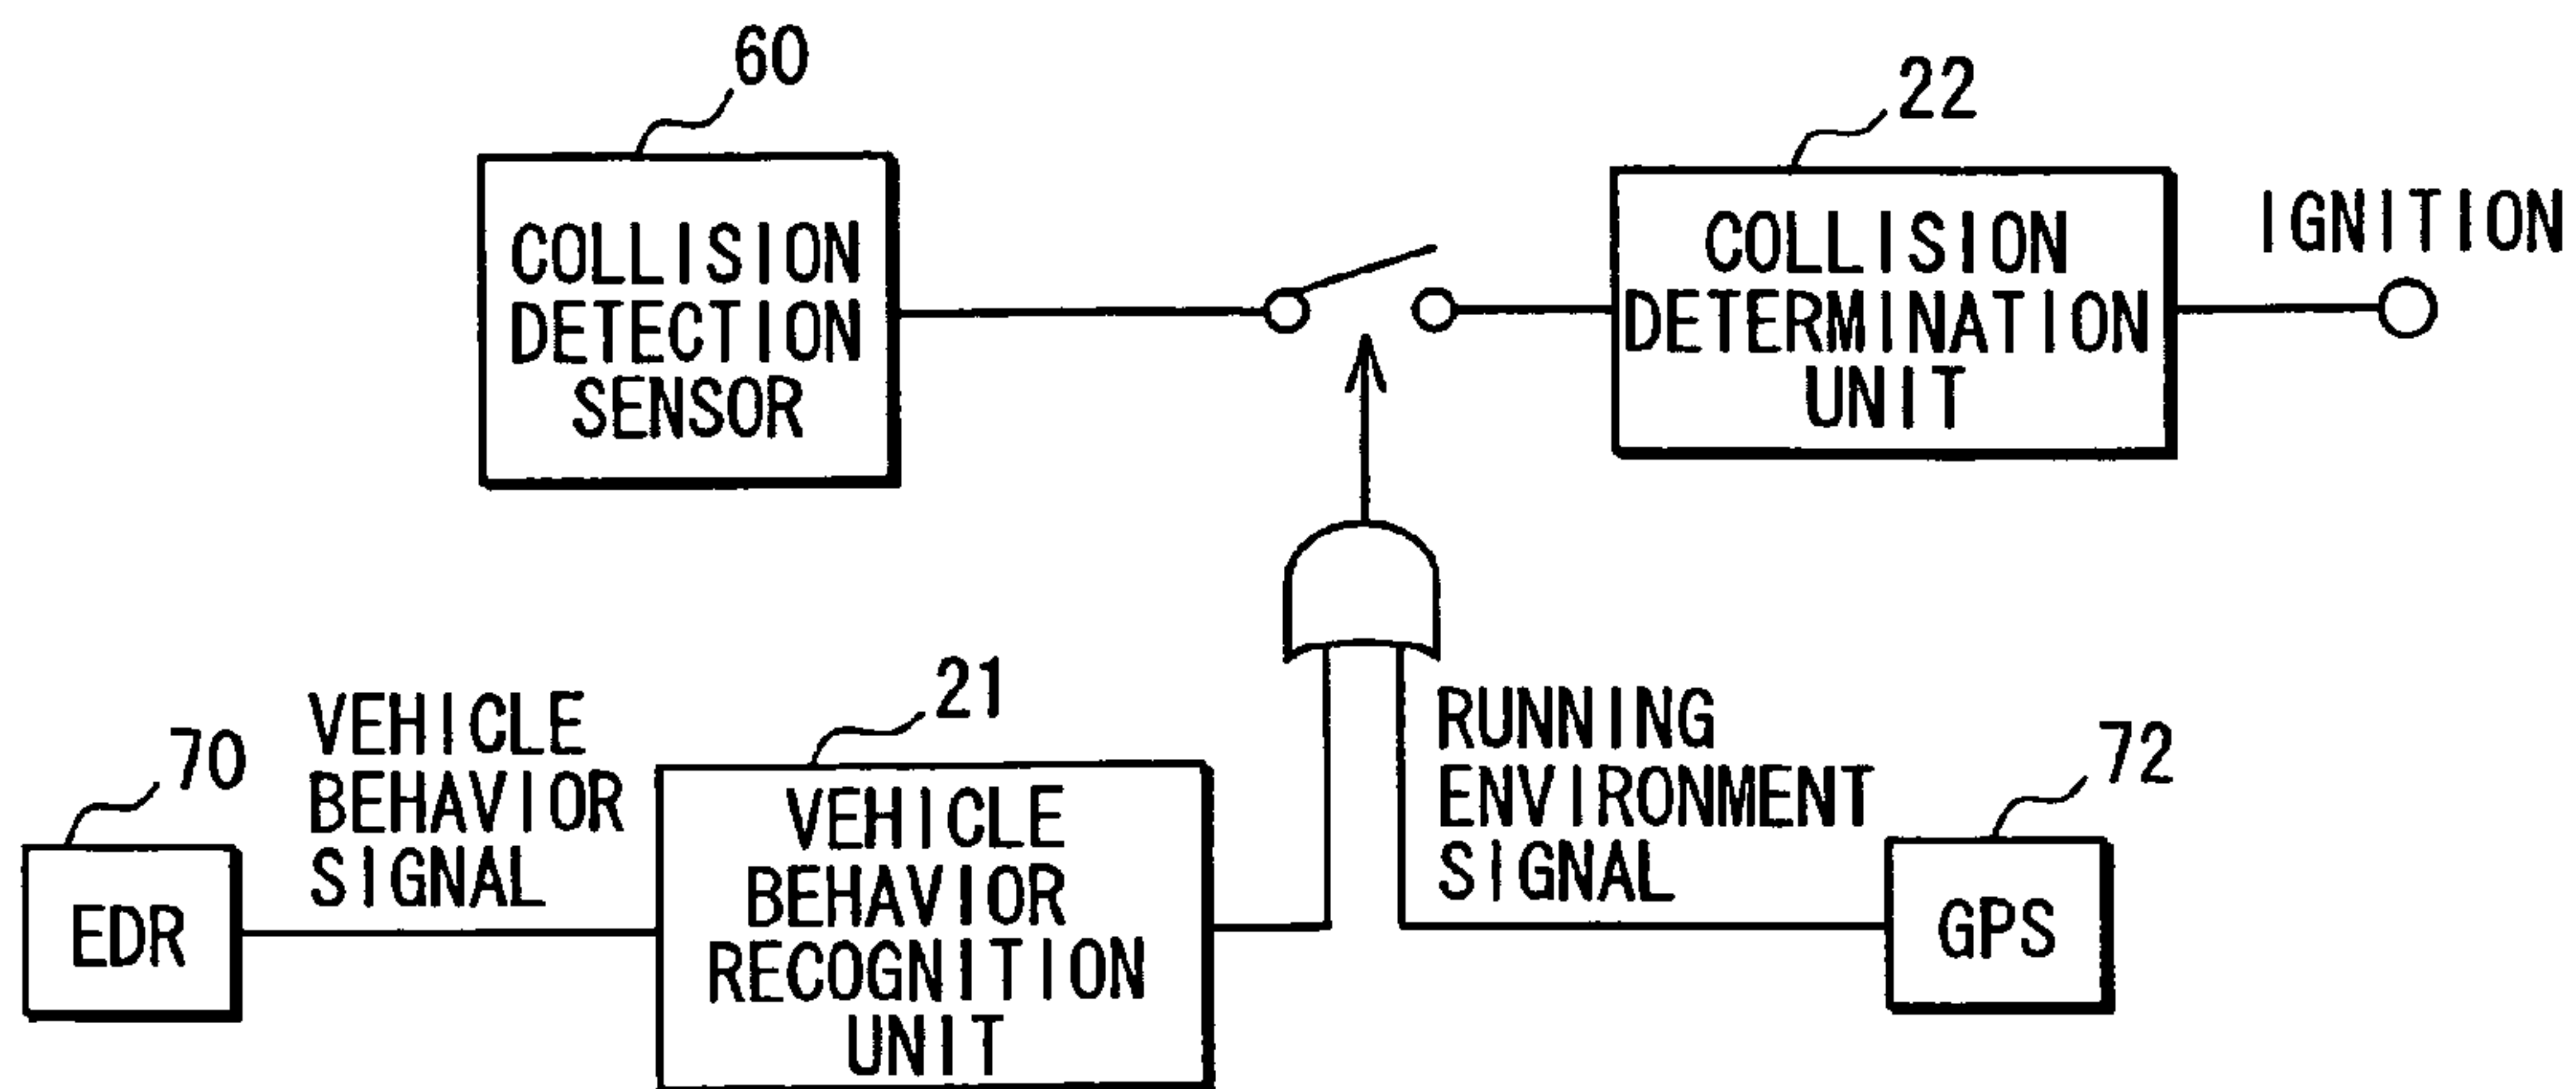 60
COLLISION
DETECTION
SENSOR
22
COLLISION
DETERMINATION
UNIT
IGNITION
70
EDR
VEHICLE
BEHAVIOR
SIGNAL
21
VEHICLE
BEHAVIOR
RECOGNITION
UNIT
RUNNING
ENVIRONMENT
SIGNAL
72
GPS